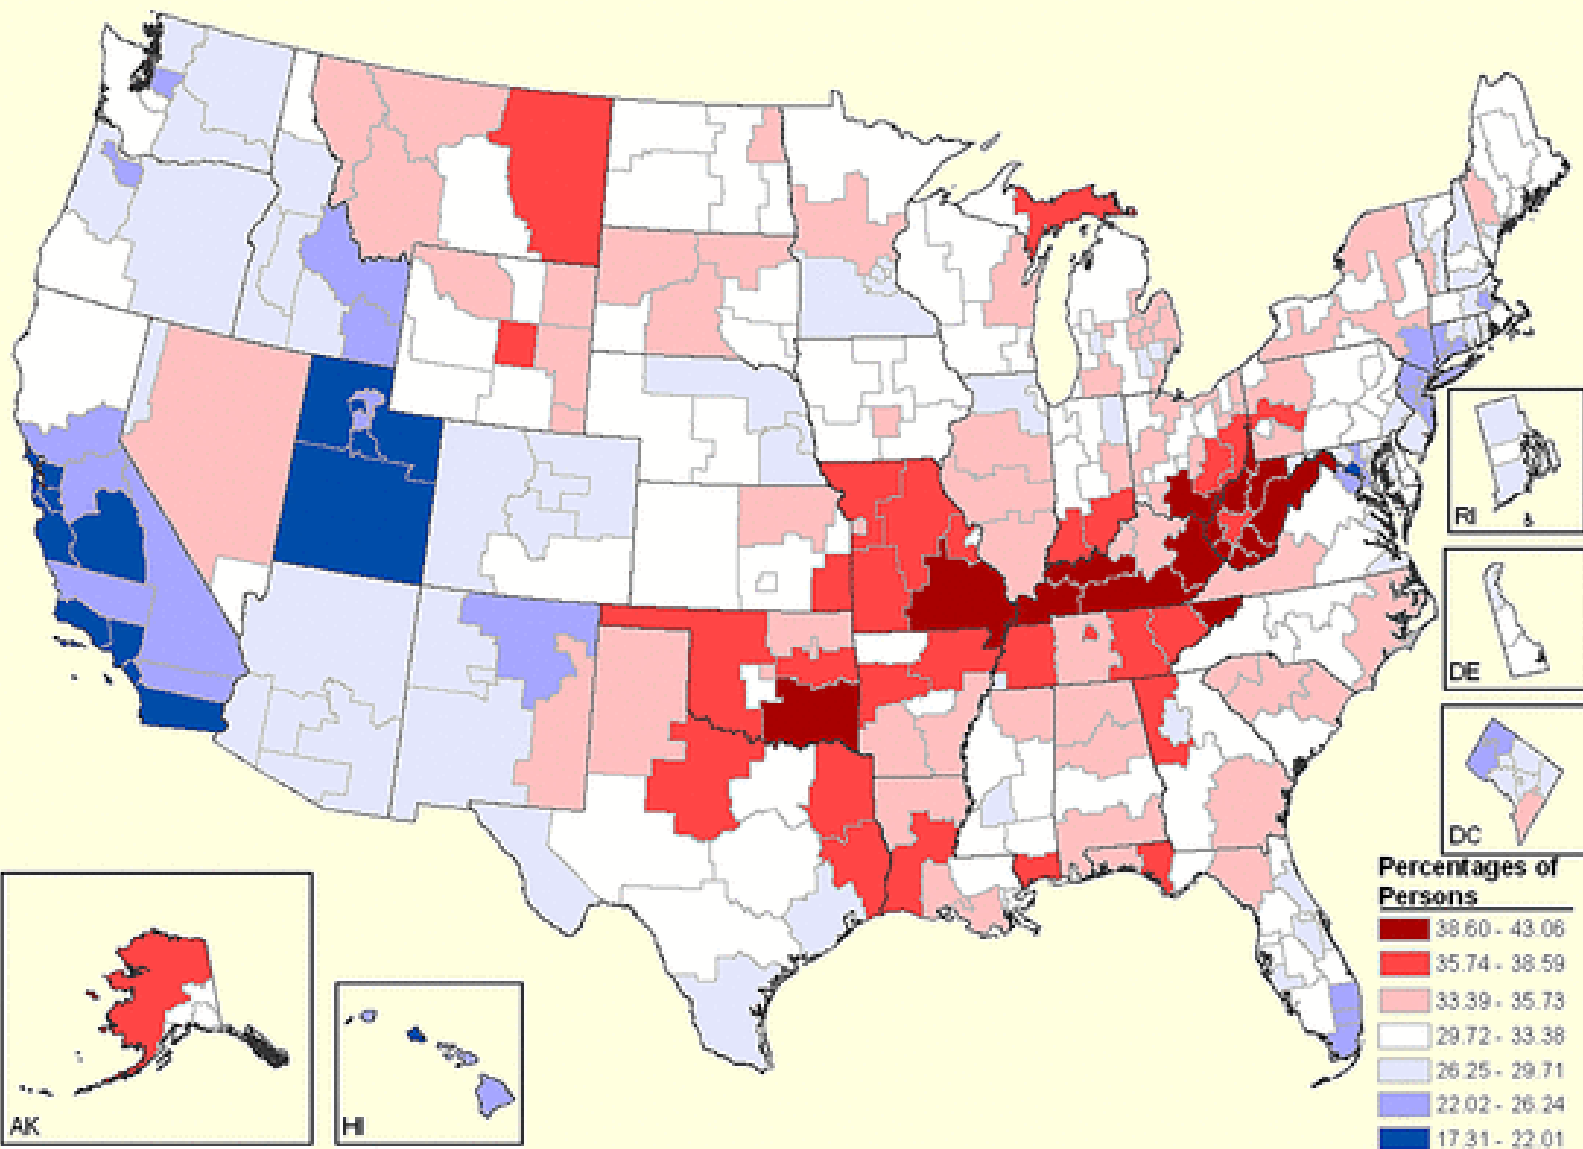 RI
DE
DC
Percentages of
Persons
38.60 - 43.06
35.74 - 38.59
33.39 - 35.73
29.72 - 33.38
26.25 - 29.71
22.02 - 26.24
17.31 - 22.01
AK
HI